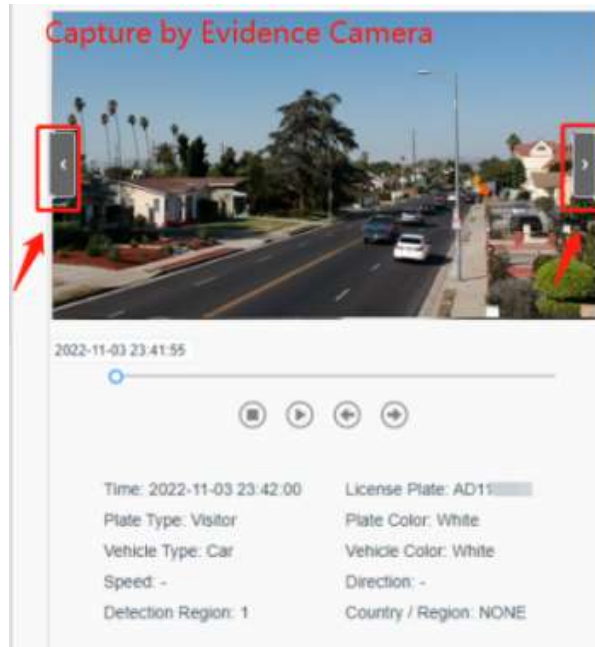 Capture by Evidence Camera
2022-11-03 23:41:55
Time: 2022-11-03 23:42:00
License Plate: AD11
Plate Type: Visitor
Plate Color: White
Vehicle Type: Car
Vehicle Color: White
Speed: -
Direction: -
Detection Region: 1
Country / Region: NONE